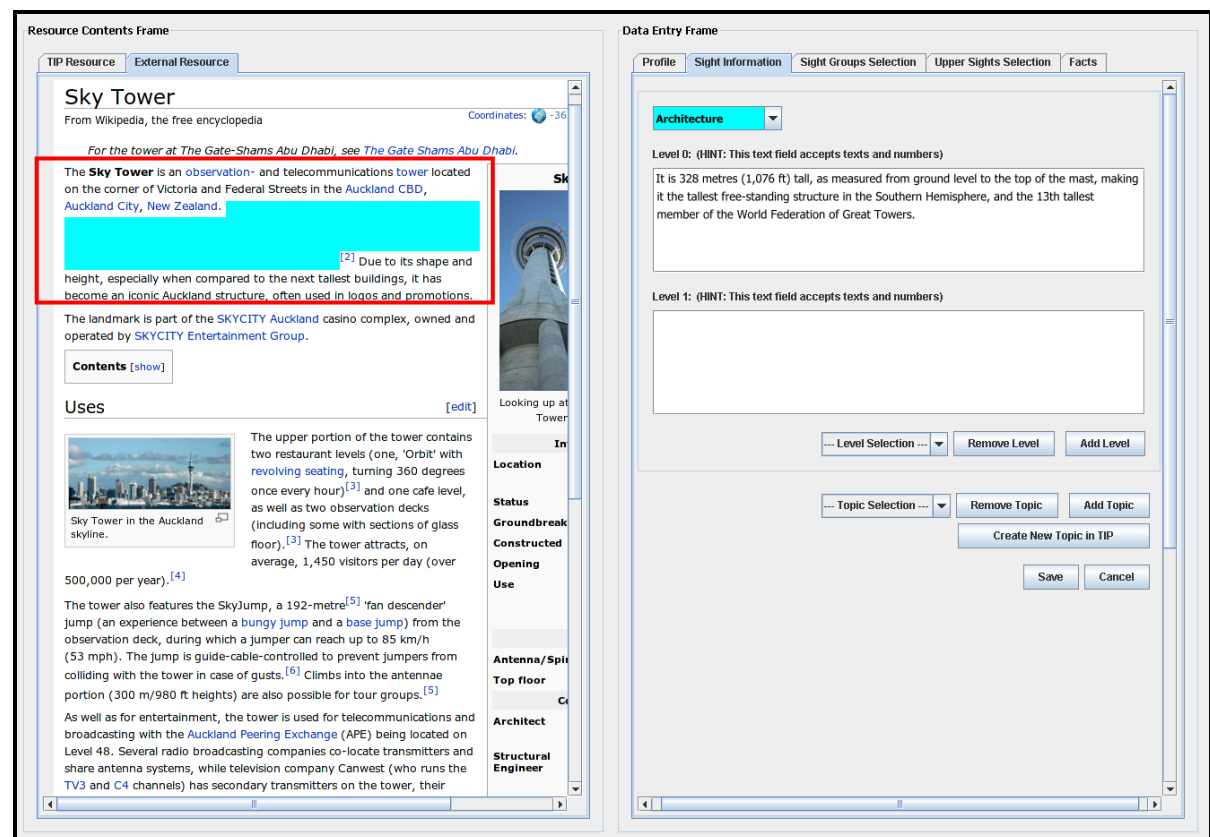 Resource Contents Frame
TIP Resource
External Resource
Sky Tower
From Wikipedia, the free encyclopedia
Coordinates: -36
For the tower at The Gate-Shams Abu Dhabi, see The Gate Shams Abu Dhabi.
The Sky Tower is an observation- and telecommunications tower located
on the corner of Victoria and Federal Streets in the Auckland CBD,
Auckland City, New Zealand.
[2] Due to its shape and
height, especially when compared to the next tallest buildings, it has
become an iconic Auckland structure, often used in logos and promotions.
The landmark is part of the SKYCITY Auckland casino complex, owned and
operated by SKYCITY Entertainment Group.
Contents [show]
Uses
[edit]
Sky Tower in the Auckland
skyline.
The upper portion of the tower contains
two restaurant levels (one, 'Orbit' with
revolving seating, turning 360 degrees
once every hour)[3] and one cafe level,
as well as two observation decks
(including some with sections of glass
floor).[3] The tower attracts, on
average, 1,450 visitors per day (over
500,000 per year).[4]
The tower also features the SkyJump, a 192-metre[5] 'fan descender'
jump (an experience between a bungy jump and a base jump) from the
observation deck, during which a jumper can reach up to 85 km/h
(53 mph). The jump is guide-cable-controlled to prevent jumpers from
colliding with the tower in case of gusts.[6] Climbs into the antennae
portion (300 m/980 ft heights) are also possible for tour groups.[5]
As well as for entertainment, the tower is used for telecommunications and
broadcasting with the Auckland Peering Exchange (APE) being located on
Level 48. Several radio broadcasting companies co-locate transmitters and
share antenna systems, while television company Canwest (who runs the
TV3 and C4 channels) has secondary transmitters on the tower, their
Sk
Looking up at
Tower
In
Location
Status
Groundbreak
Constructed
Opening
Use
Antenna/Spi
Top floor
Co
Architect
Structural
Engineer
Data Entry Frame
Profile
Sight Information
Sight Groups Selection
Upper Sights Selection
Facts
Architecture
Level 0: (HINT: This text field accepts texts and numbers)
It is 328 metres (1,076 ft) tall, as measured from ground level to the top of the mast, making
it the tallest free-standing structure in the Southern Hemisphere, and the 13th tallest
member of the World Federation of Great Towers.
Level 1: (HINT: This text field accepts texts and numbers)
--- Level Selection ---
Remove Level
Add Level
--- Topic Selection ---
Remove Topic
Add Topic
Create New Topic in TIP
Save
Cancel